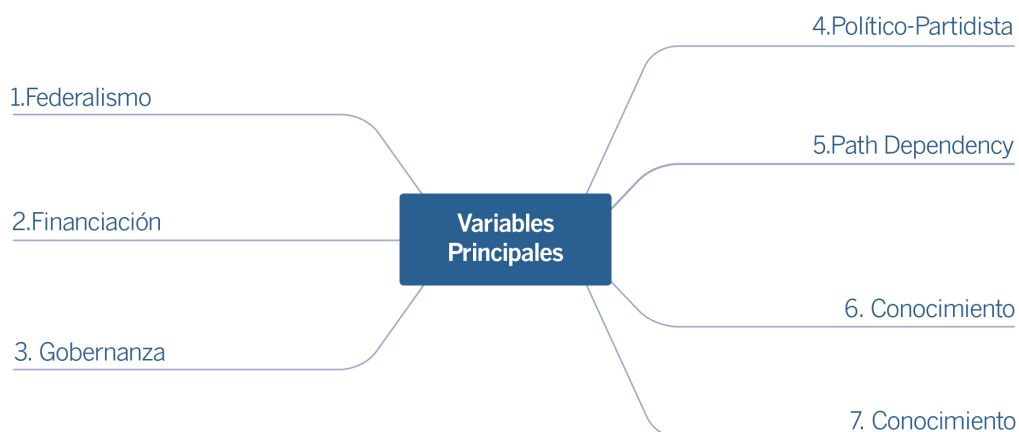 1.Federalismo
2.Financiación
3. Gobernanza
Variables
Principales
4.Político-Partidista
5.Path Dependency
6. Conocimiento
7. Conocimiento